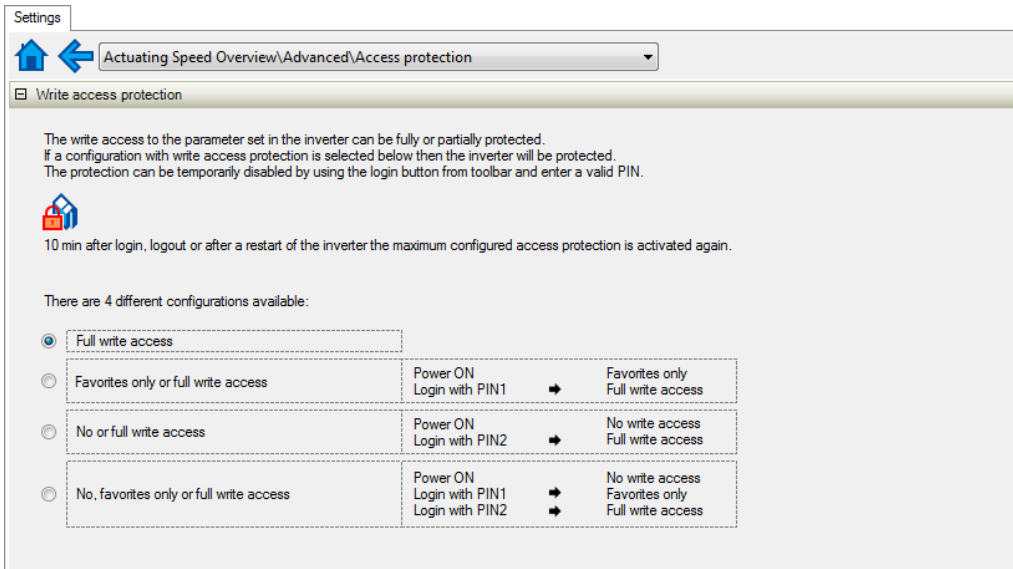 Settings
Actuating Speed Overview\Advanced\Access protection
Write access protection
The write access to the parameter set in the inverter can be fully or partially protected.
If a configuration with write access protection is selected below then the inverter will be protected.
The protection can be temporarily disabled by using the login button from toolbar and enter a valid PIN.
10 min after login, logout or after a restart of the inverter the maximum configured access protection is activated again.
There are 4 different configurations available:
Full write access
Favorites only or full write access
Power ON Favorites only
Login with PIN1 Full write access
No or full write access
Power ON No write access
Login with PIN2 Full write access
No, favorites only or full write access
Power ON No write access
Login with PIN1 Favorites only
Login with PIN2 Full write access